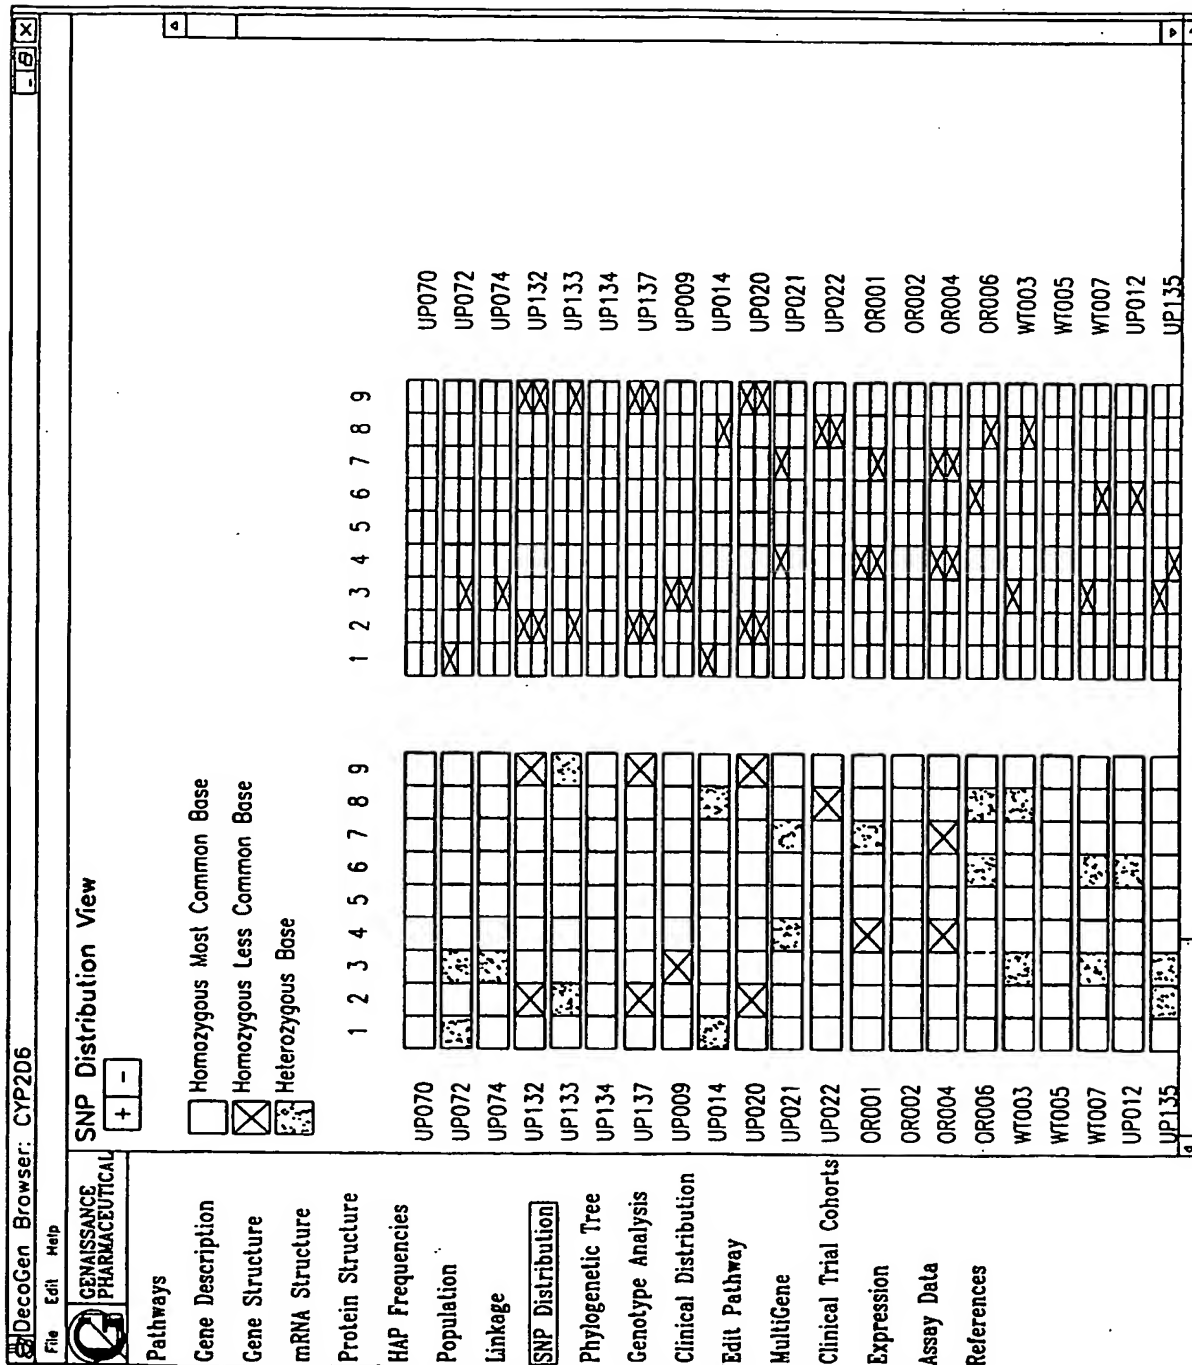 DecoGen Browser: CYP2D6
File Edit Help
GENAISSANCE
PHARMACEUTICAL
SNP Distribution View
+ -
Homozygous Most Common Base
Homozygous Less Common Base
Heterozygous Base
Pathways
Gene Description
Gene Structure
mRNA Structure
Protein Structure
HAP Frequencies
Population
Linkage
SNP Distribution
Phylogenetic Tree
Genotype Analysis
Clinical Distribution
Edit Pathway
MultiGene
Clinical Trial Cohorts
Expression
Assay Data
References
1 2 3 4 5 6 7 8 9 1 2 3 4 5 6 7 8 9
UP070 UP070
UP072 UP072
UP074 UP074
UP132 UP132
UP133 UP133
UP134 UP134
UP137 UP137
UP009 UP009
UP014 UP014
UP020 UP020
UP021 UP021
UP022 UP022
OR001 OR001
OR002 OR002
OR004 OR004
OR006 OR006
WT003 WT003
WT005 WT005
WT007 WT007
UP012 UP012
UP135 UP135